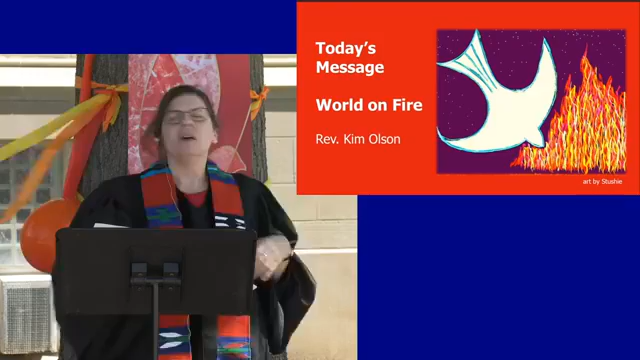 Today's
Message
World on Fire
Rev. Kim Olson
art by Stushie